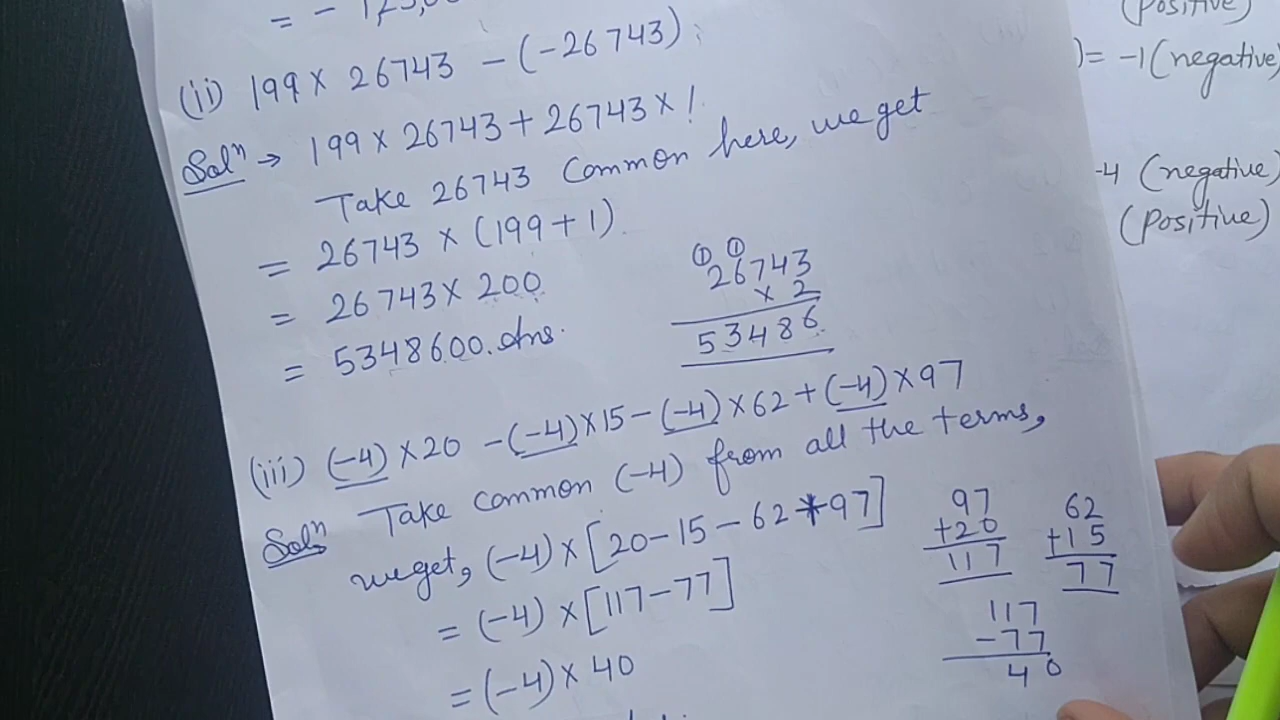 = - 1
(ii) 199 × 26743 - (-26743)
Solⁿ → 199 × 26743 + 26743 × 1
Take 26743 Common here, we get
= 26743 × (199 + 1)
= 26743 × 200
= 5348600. Ans.
① ①
26743
× 2
53486
(iii) (-4) × 20 - (-4) × 15 - (-4) × 62 + (-4) × 97
Solⁿ Take common (-4) from all the terms,
we get, (-4) × [20 - 15 - 62 + 97]
= (-4) × [117 - 77]
= (-4) × 40
97
+20
117
62
+15
77
117
-77
40
(Positive)
)= -1 (negative)
-4 (negative)
(Positive)